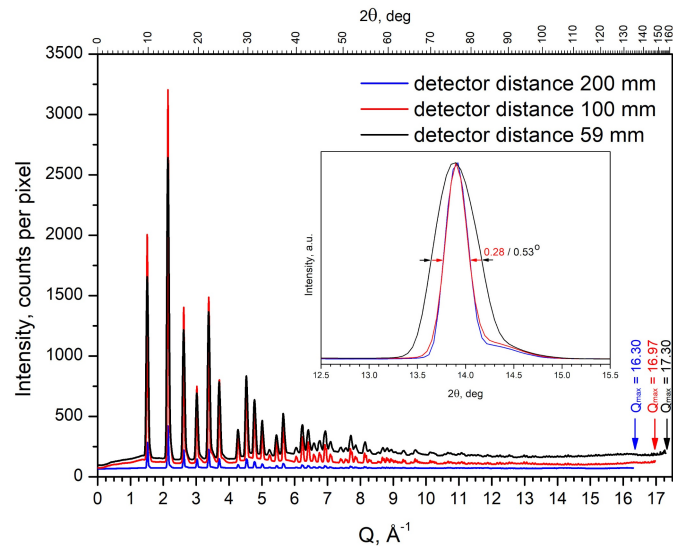 2θ, deg
0 10 20 30 40 50 60 70 80 90 100 110 120 130 140 150 160
3500
3000
2500
2000
1500
1000
500
0
Intensity, counts per pixel
detector distance 200 mm
detector distance 100 mm
detector distance 59 mm
Intensity, a.u.
0.28 / 0.53°
12.5 13.0 13.5 14.0 14.5 15.0 15.5
2θ, deg
Qmax = 16.30
Qmax = 16.97
Qmax = 17.30
0 1 2 3 4 5 6 7 8 9 10 11 12 13 14 15 16 17
Q, Å⁻¹